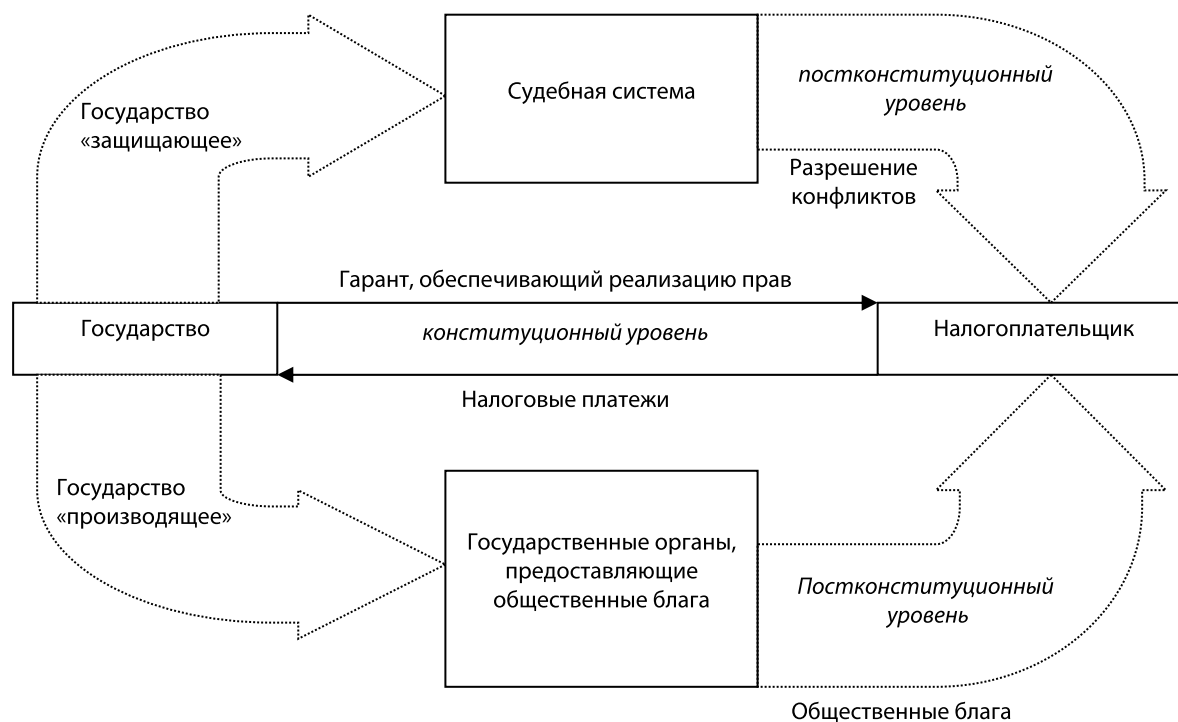 Государство
«защищающее»
Судебная система
постконституционный
уровень
Разрешение
конфликтов
Гарант, обеспечивающий реализацию прав
Государство
конституционный уровень
Налогоплательщик
Налоговые платежи
Государство
«производящее»
Государственные органы,
предоставляющие
общественные блага
Постконституционный
уровень
Общественные блага